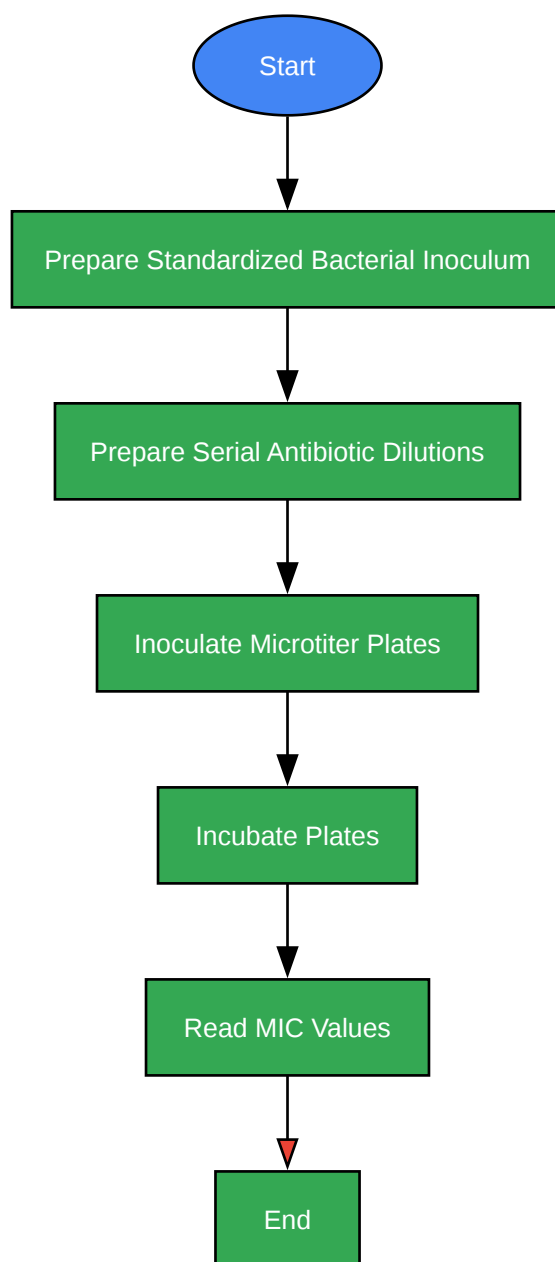 Start
Prepare Standardized Bacterial Inoculum
Prepare Serial Antibiotic Dilutions
Inoculate Microtiter Plates
Incubate Plates
Read MIC Values
End